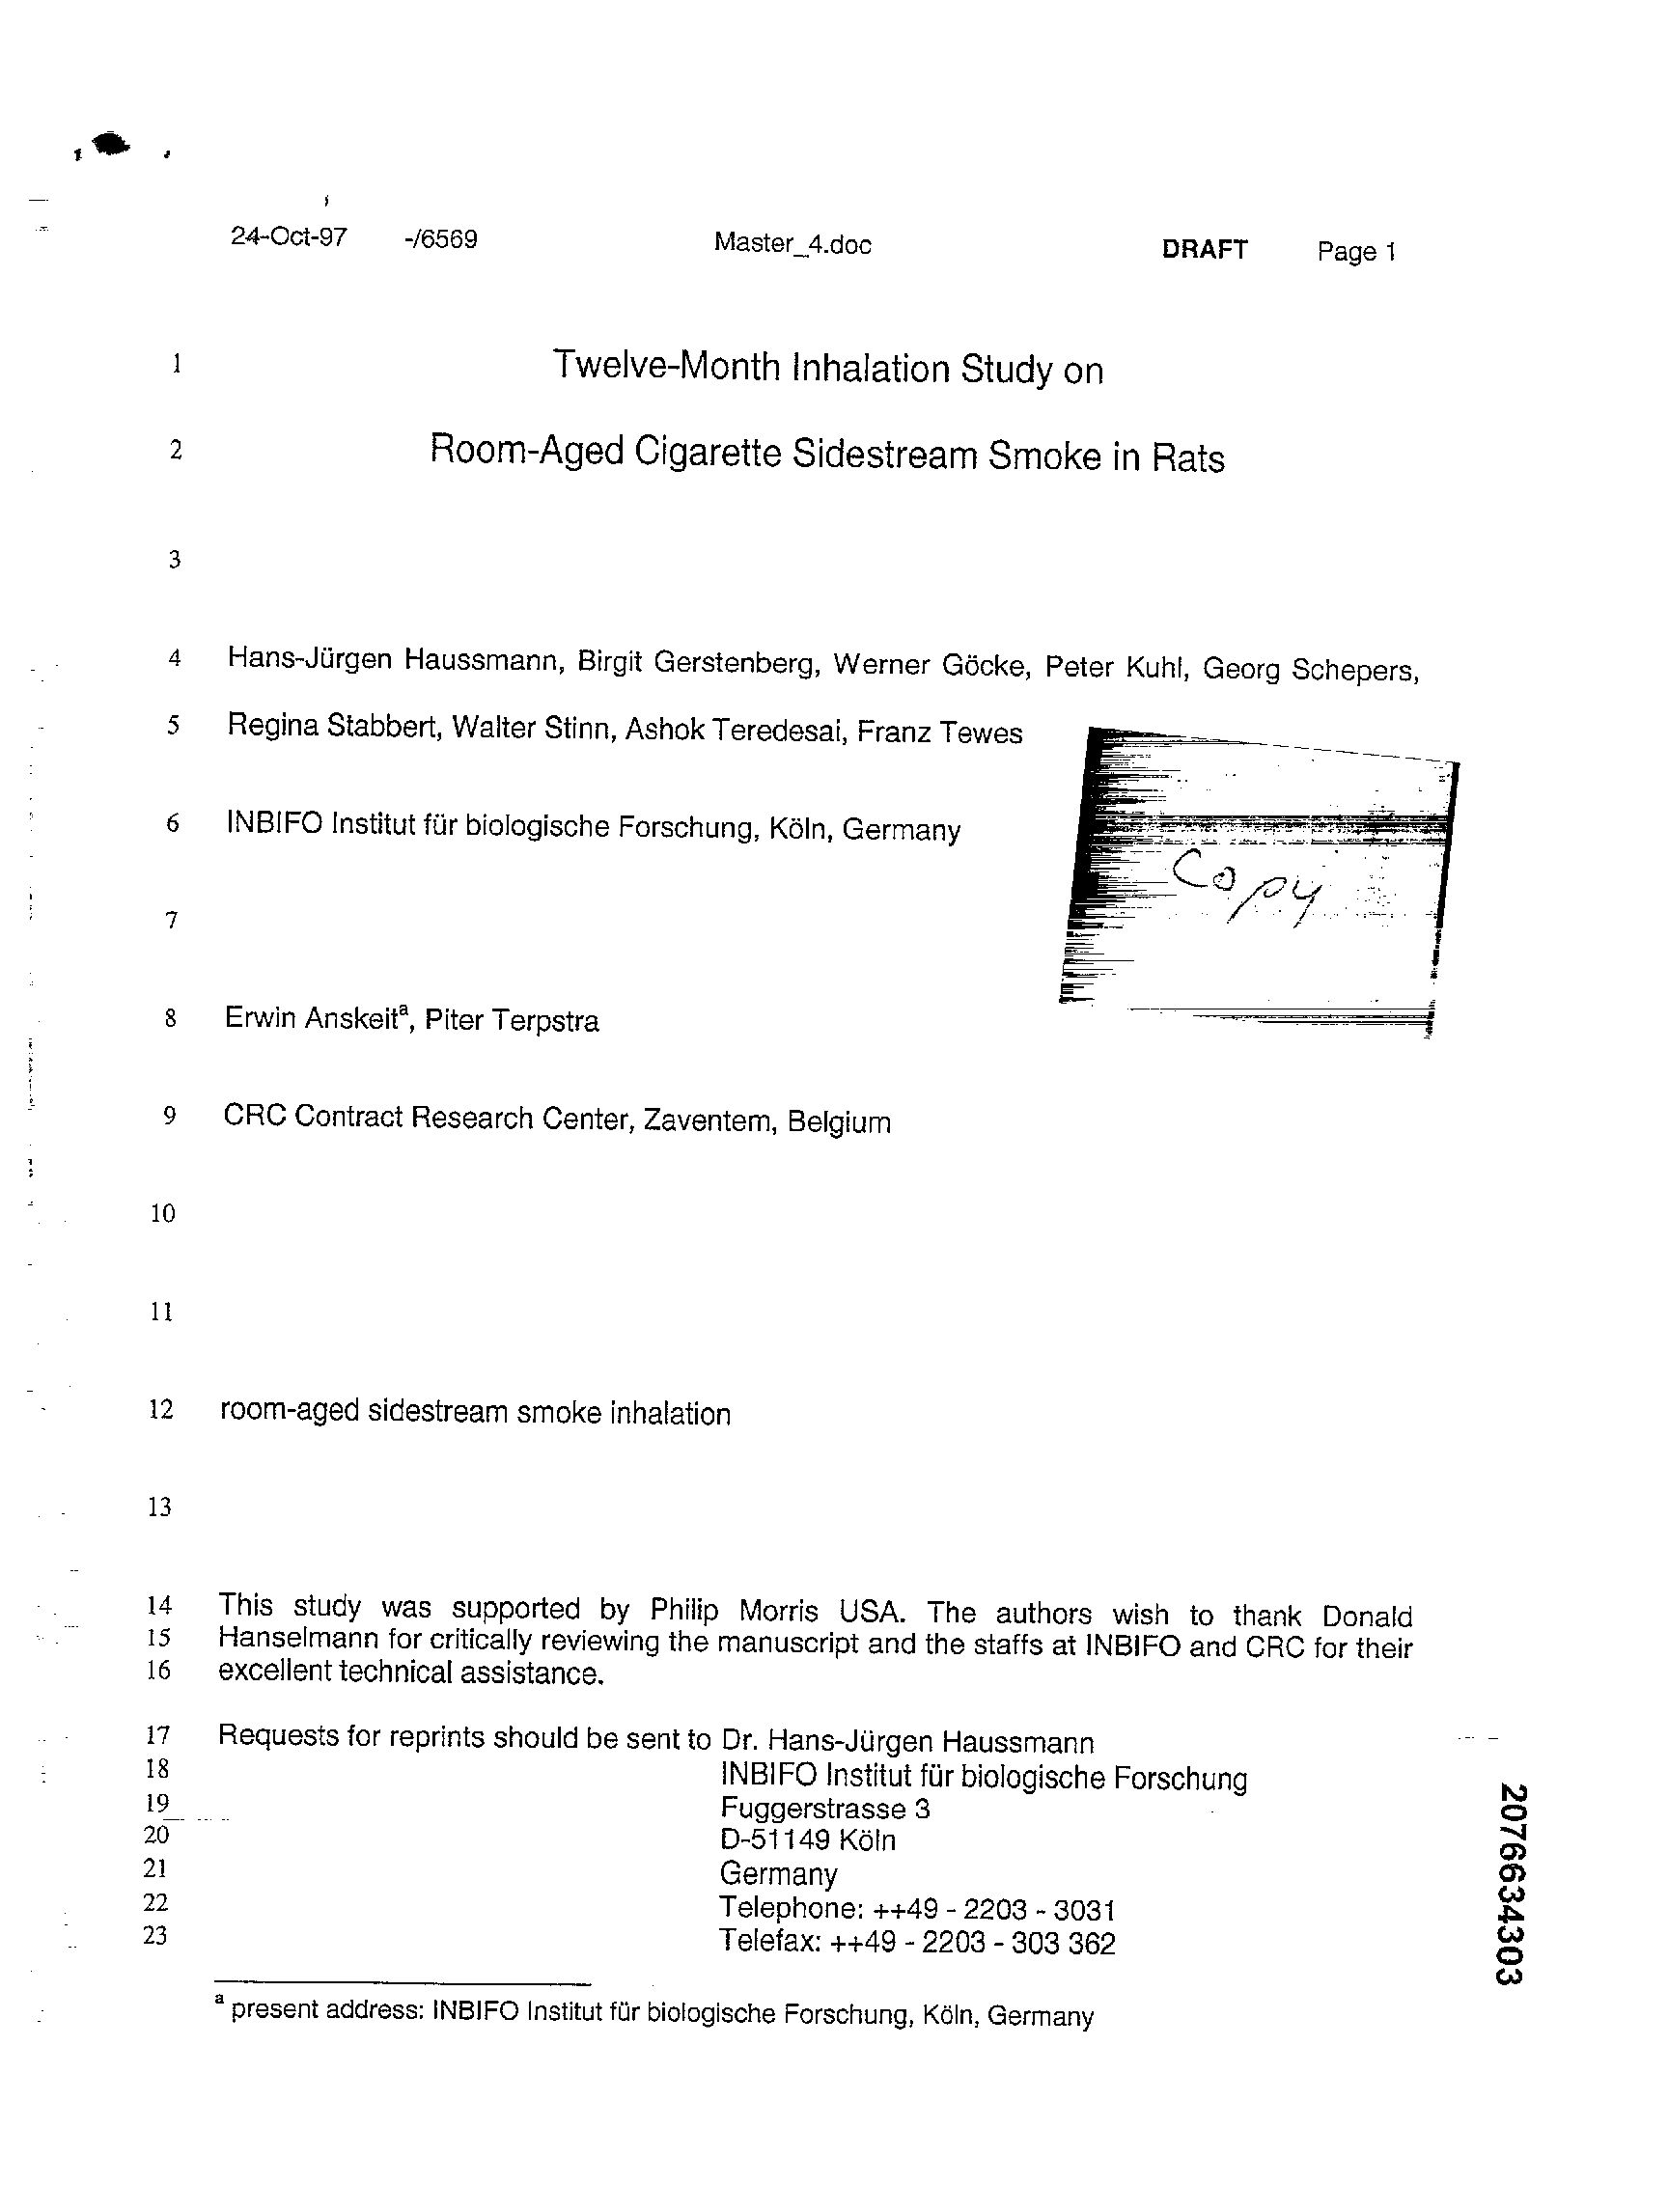 24-Oct-97 -/6569 Master_4.doc DRAFT Page 1
1 Twelve-Month Inhalation Study on
2 Room-Aged Cigarette Sidestream Smoke in Rats
3
4 Hans-Jürgen Haussmann, Birgit Gerstenberg, Werner Göcke, Peter Kuhl, Georg Schepers,
5 Regina Stabbert, Walter Stinn, Ashok Teredesai, Franz Tewes
6 INBIFO Institut für biologische Forschung, Köln, Germany
Copy
7
8 Erwin Anskeitª, Piter Terpstra
9 CRC Contract Research Center, Zaventem, Belgium
10
11
12 room-aged sidestream smoke inhalation
13
14 This study was supported by Philip Morris USA. The authors wish to thank Donald
15 Hanselmann for critically reviewing the manuscript and the staffs at INBIFO and CRC for their
16 excellent technical assistance.
17 Requests for reprints should be sent to Dr. Hans-Jürgen Haussmann
18 INBIFO Institut für biologische Forschung
19 Fuggerstrasse 3
20 D-51149 Köln
21 Germany
22 Telephone: ++49 - 2203 - 3031
23 Telefax: ++49 - 2203 - 303 362
ª present address: INBIFO Institut für biologische Forschung, Köln, Germany
2076634303